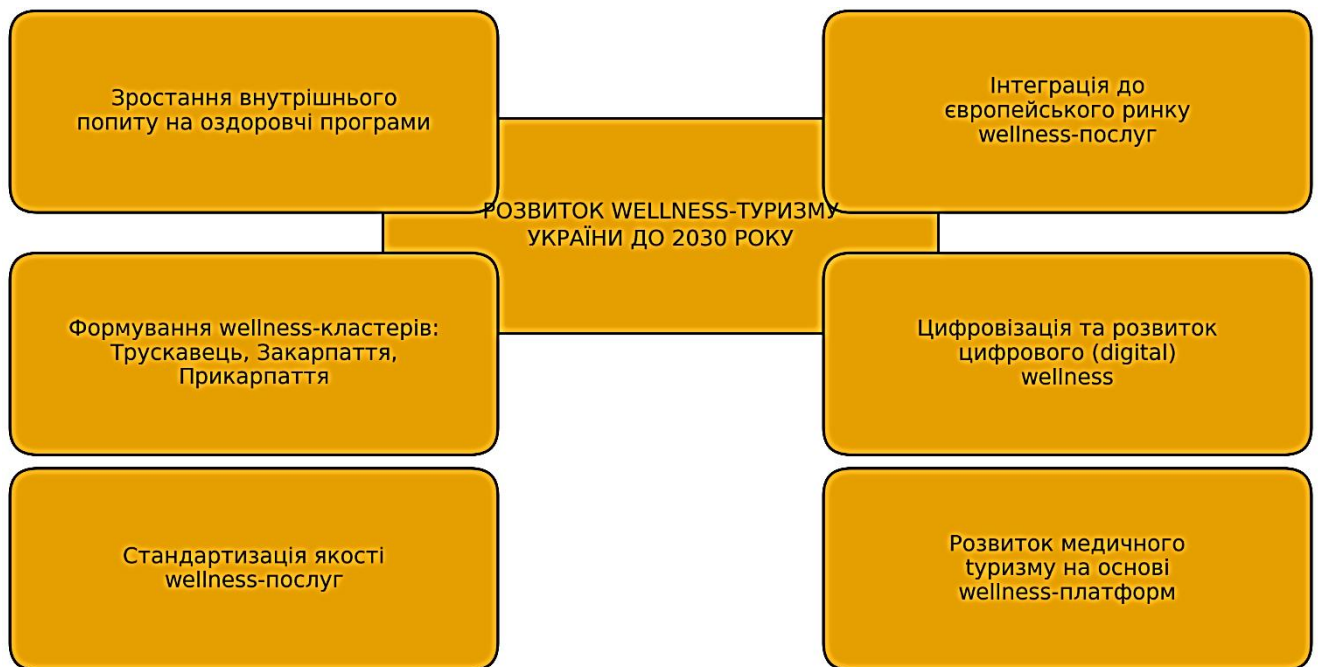 Зростання внутрішнього
попиту на оздоровчі програми
Інтеграція до
європейського ринку
wellness-послуг
РОЗВИТОК WELLNESS-ТУРИЗМУ
УКРАЇНИ ДО 2030 РОКУ
Формування wellness-кластерів:
Трускавець, Закарпаття,
Прикарпаття
Цифровізація та розвиток
цифрового (digital)
wellness
Стандартизація якості
wellness-послуг
Розвиток медичного
tуризму на основі
wellness-платформ